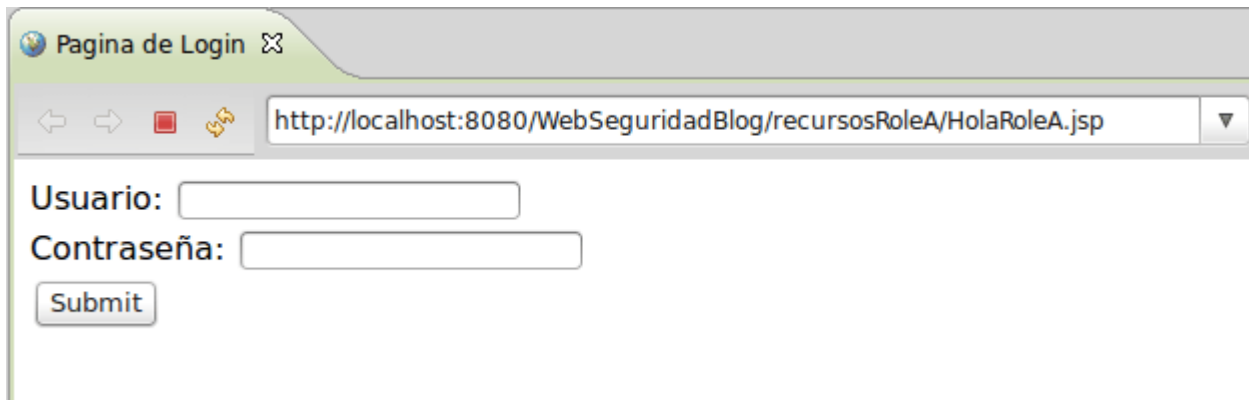 Pagina de Login
http://localhost:8080/WebSeguridadBlog/recursosRoleA/HolaRoleA.jsp
Usuario:
Contraseña:
Submit